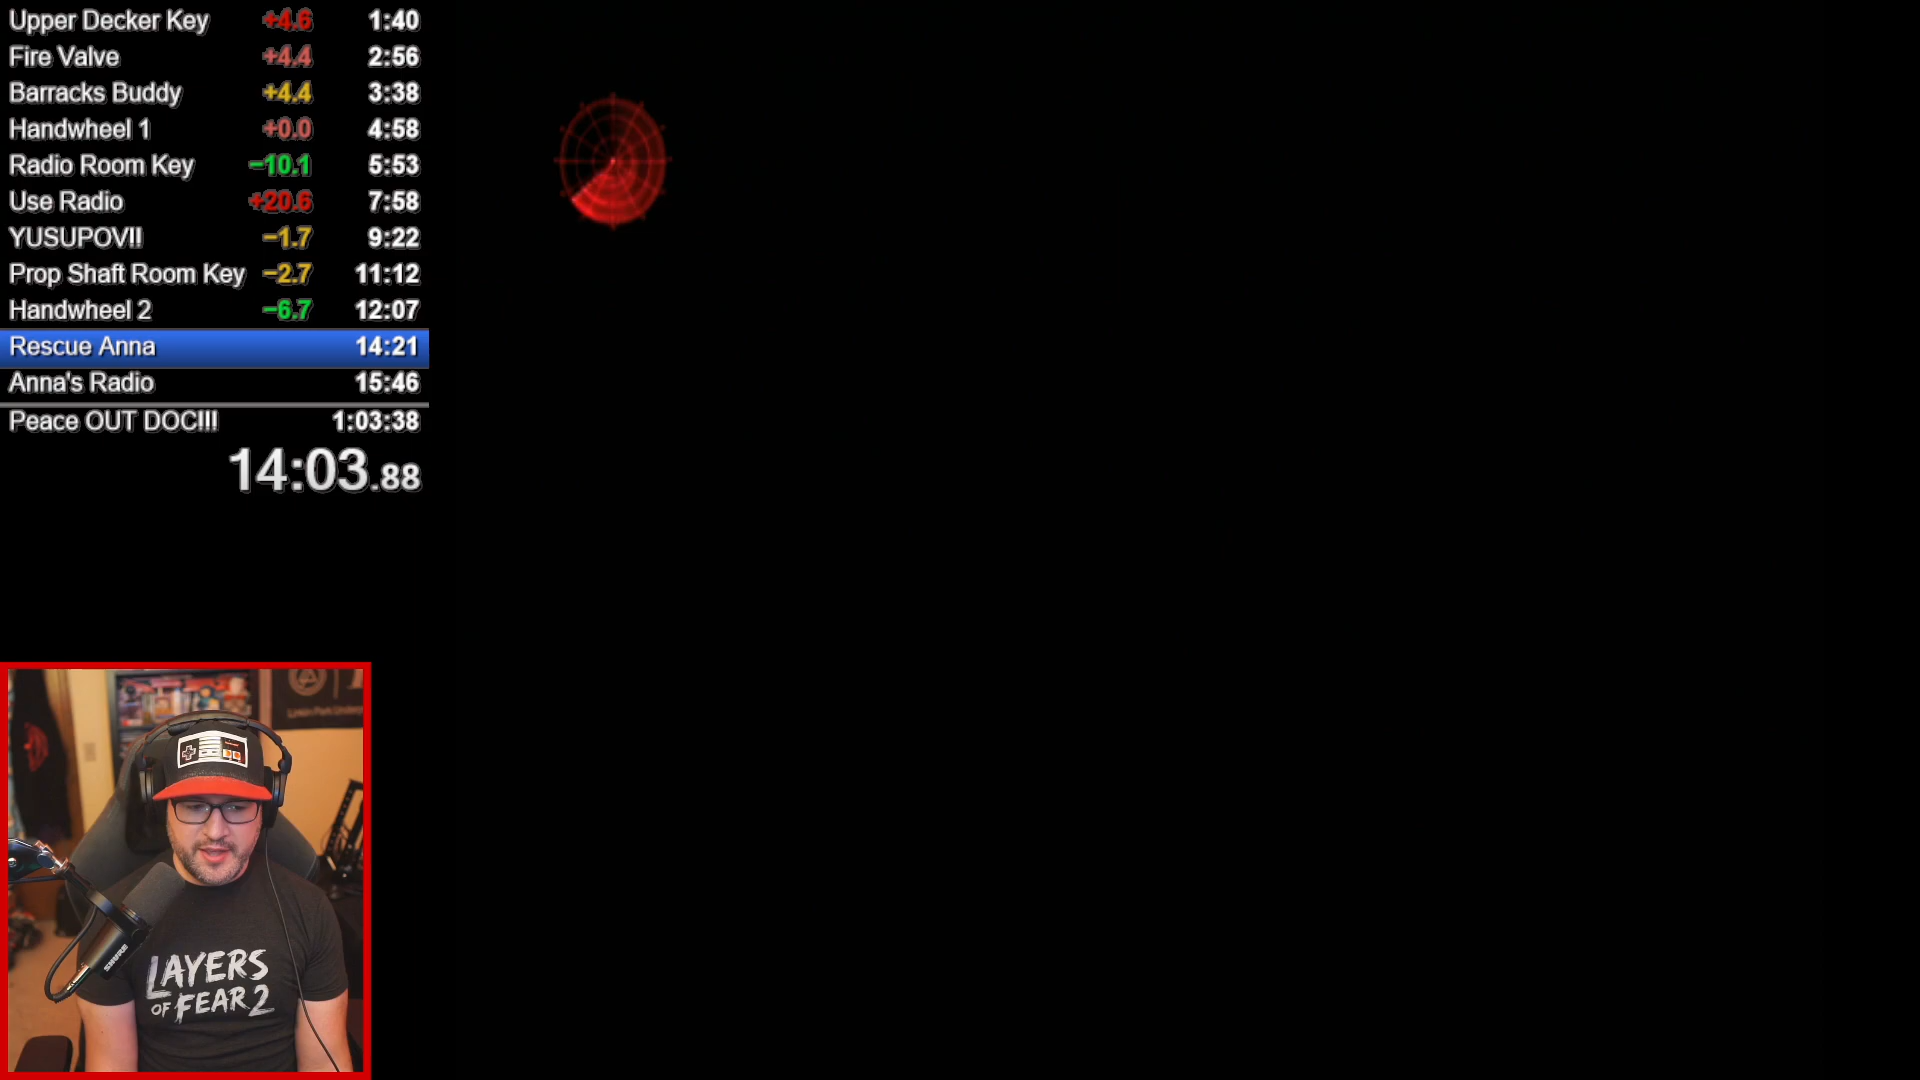 Upper Decker Key +4.6 1:40
Fire Valve +4.4 2:56
Barracks Buddy +4.4 3:38
Handwheel 1 +0.0 4:58
Radio Room Key −10.1 5:53
Use Radio +20.6 7:58
YUSUPOV!! −1.7 9:22
Prop Shaft Room Key −2.7 11:12
Handwheel 2 −6.7 12:07
Rescue Anna 14:21
Anna's Radio 15:46
Peace OUT DOC!!! 1:03:38
14:03.88
Linkin Park
SHURE
LAYERS
OF FEAR 2